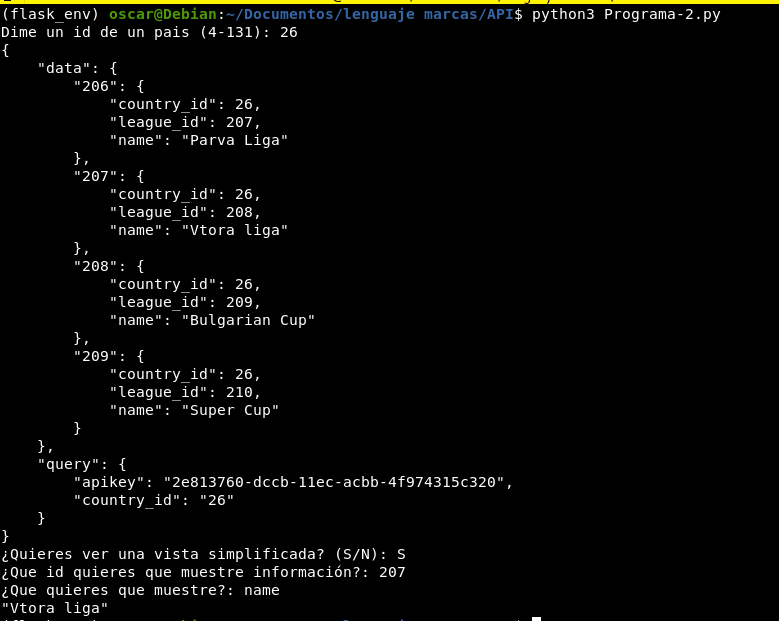 (flask_env) oscar@Debian:~/Documentos/lenguaje marcas/API$ python3 Programa-2.py
Dime un id de un pais (4-131): 26
{
    "data": {
        "206": {
            "country_id": 26,
            "league_id": 207,
            "name": "Parva Liga"
        },
        "207": {
            "country_id": 26,
            "league_id": 208,
            "name": "Vtora liga"
        },
        "208": {
            "country_id": 26,
            "league_id": 209,
            "name": "Bulgarian Cup"
        },
        "209": {
            "country_id": 26,
            "league_id": 210,
            "name": "Super Cup"
        }
    },
    "query": {
        "apikey": "2e813760-dccb-11ec-acbb-4f974315c320",
        "country_id": "26"
    }
}
¿Quieres ver una vista simplificada? (S/N): S
¿Que id quieres que muestre información?: 207
¿Que quieres que muestre?: name
"Vtora liga"